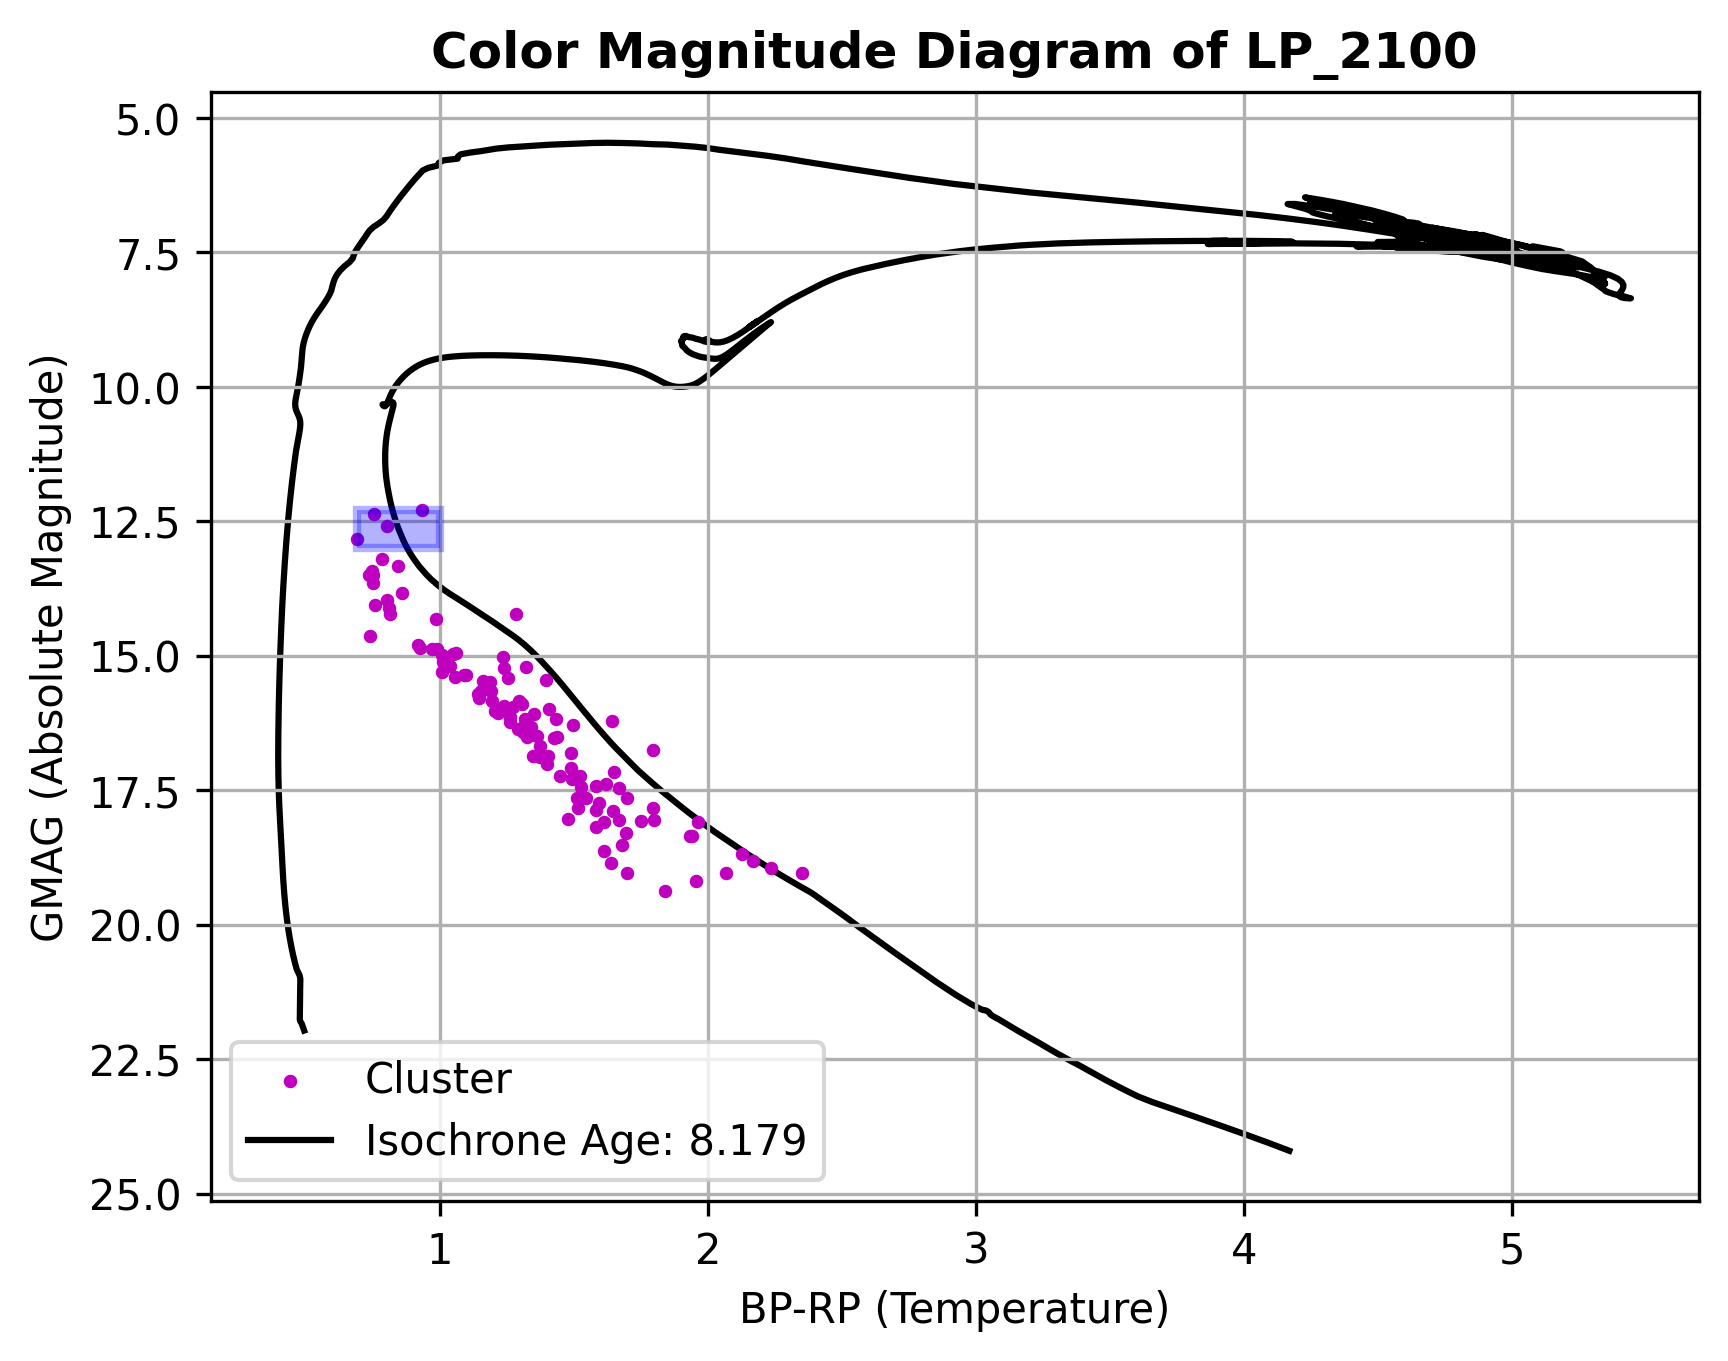 Color Magnitude Diagram of LP_2100
GMAG (Absolute Magnitude)
5.0
7.5
10.0
12.5
15.0
17.5
20.0
22.5
25.0
Cluster
Isochrone Age: 8.179
1 2 3 4 5
BP-RP (Temperature)